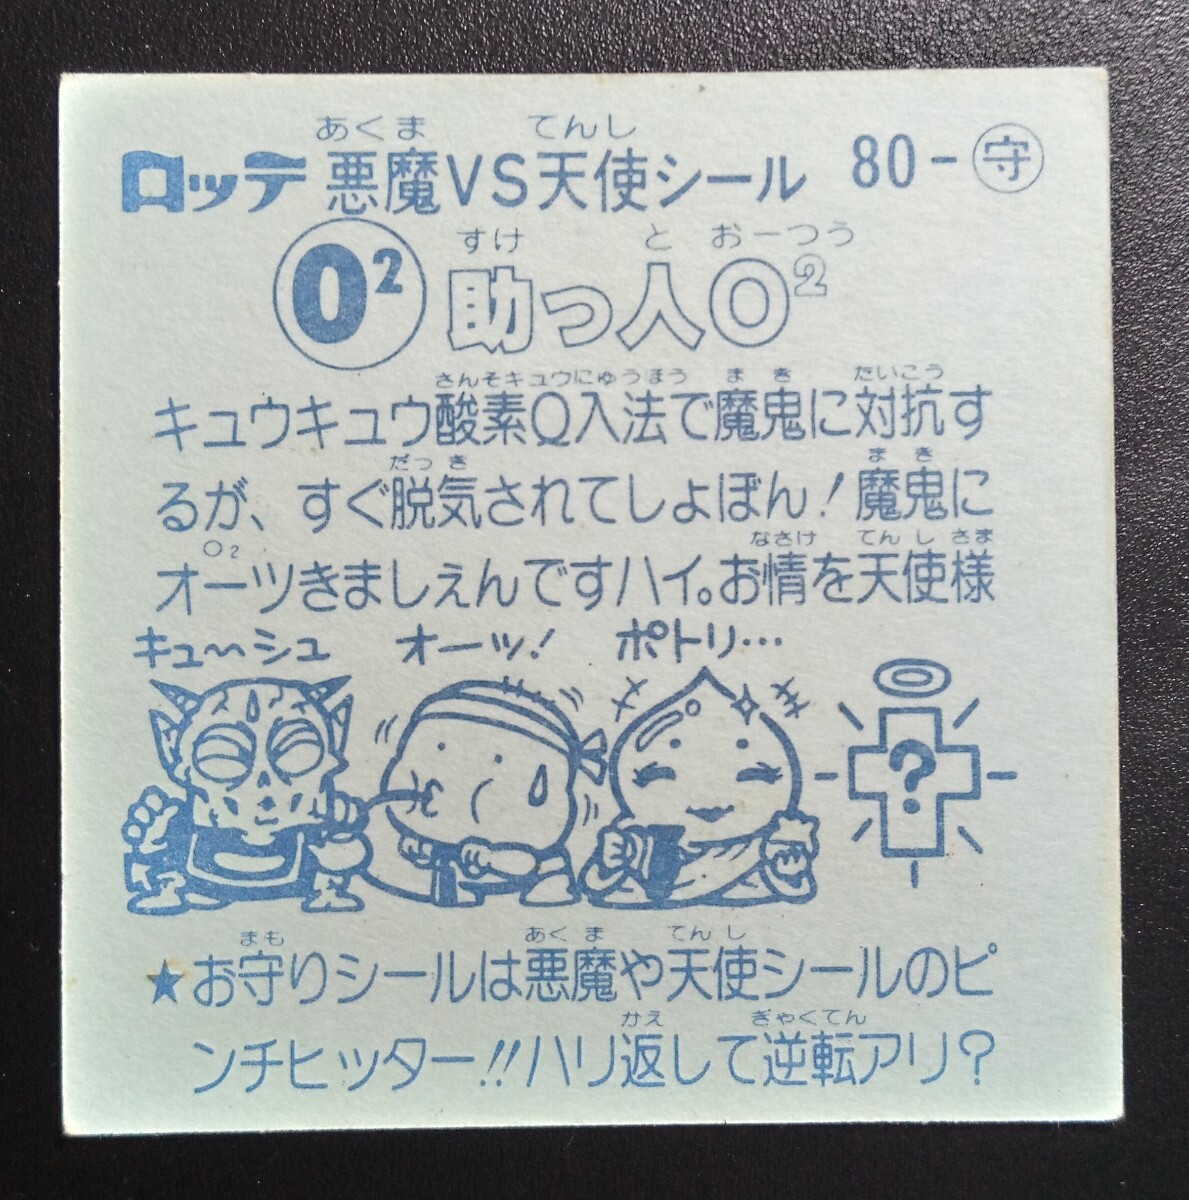 あくま てんし
ロッテ 悪魔VS天使シール 80-守
すけ と おーつう
O² 助っ人O²
さんそキュウにゅうほう まき たいこう
キュウキュウ酸素Q入法で魔鬼に対抗す
だっき まき
るが、すぐ脱気されてしょぼん!魔鬼に
O₂ なさけ てんしさま
オーツきましぇんですハイ。お情を天使様
キュ〜シュ オーッ! ポトリ…
?
まも あくま てんし
★お守りシールは悪魔や天使シールのピ
かえ ぎゃくてん
ンチヒッター!!ハリ返して逆転アリ?